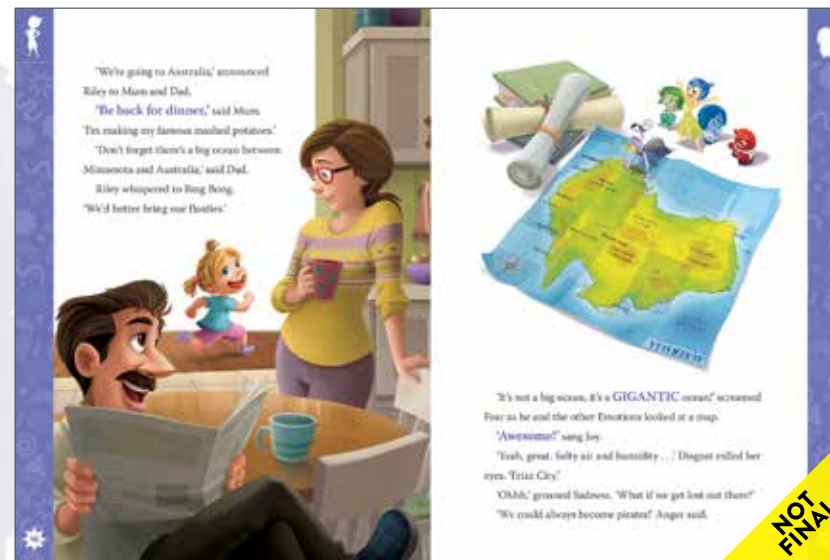 'We're going to Australia,' announced
Riley to Mum and Dad.
'Be back for dinner,' said Mum.
'I'm making my famous mashed potatoes.'
'Don't forget there's a big ocean between
Minnesota and Australia,' said Dad.
Riley whispered to Bing Bong.
'We'd better bring our floaties.'
'It's not a big ocean, it's a GIGANTIC ocean!' screamed
Fear as he and the other Emotions looked at a map.
'Awesome!' sang Joy.
'Yeah, great. Salty air and humidity . . .' Disgust rolled her
eyes. 'Frizz City.'
'Ohhh,' groaned Sadness. 'What if we get lost out there?'
'We could always become pirates!' Anger said.
NOT
FINAL